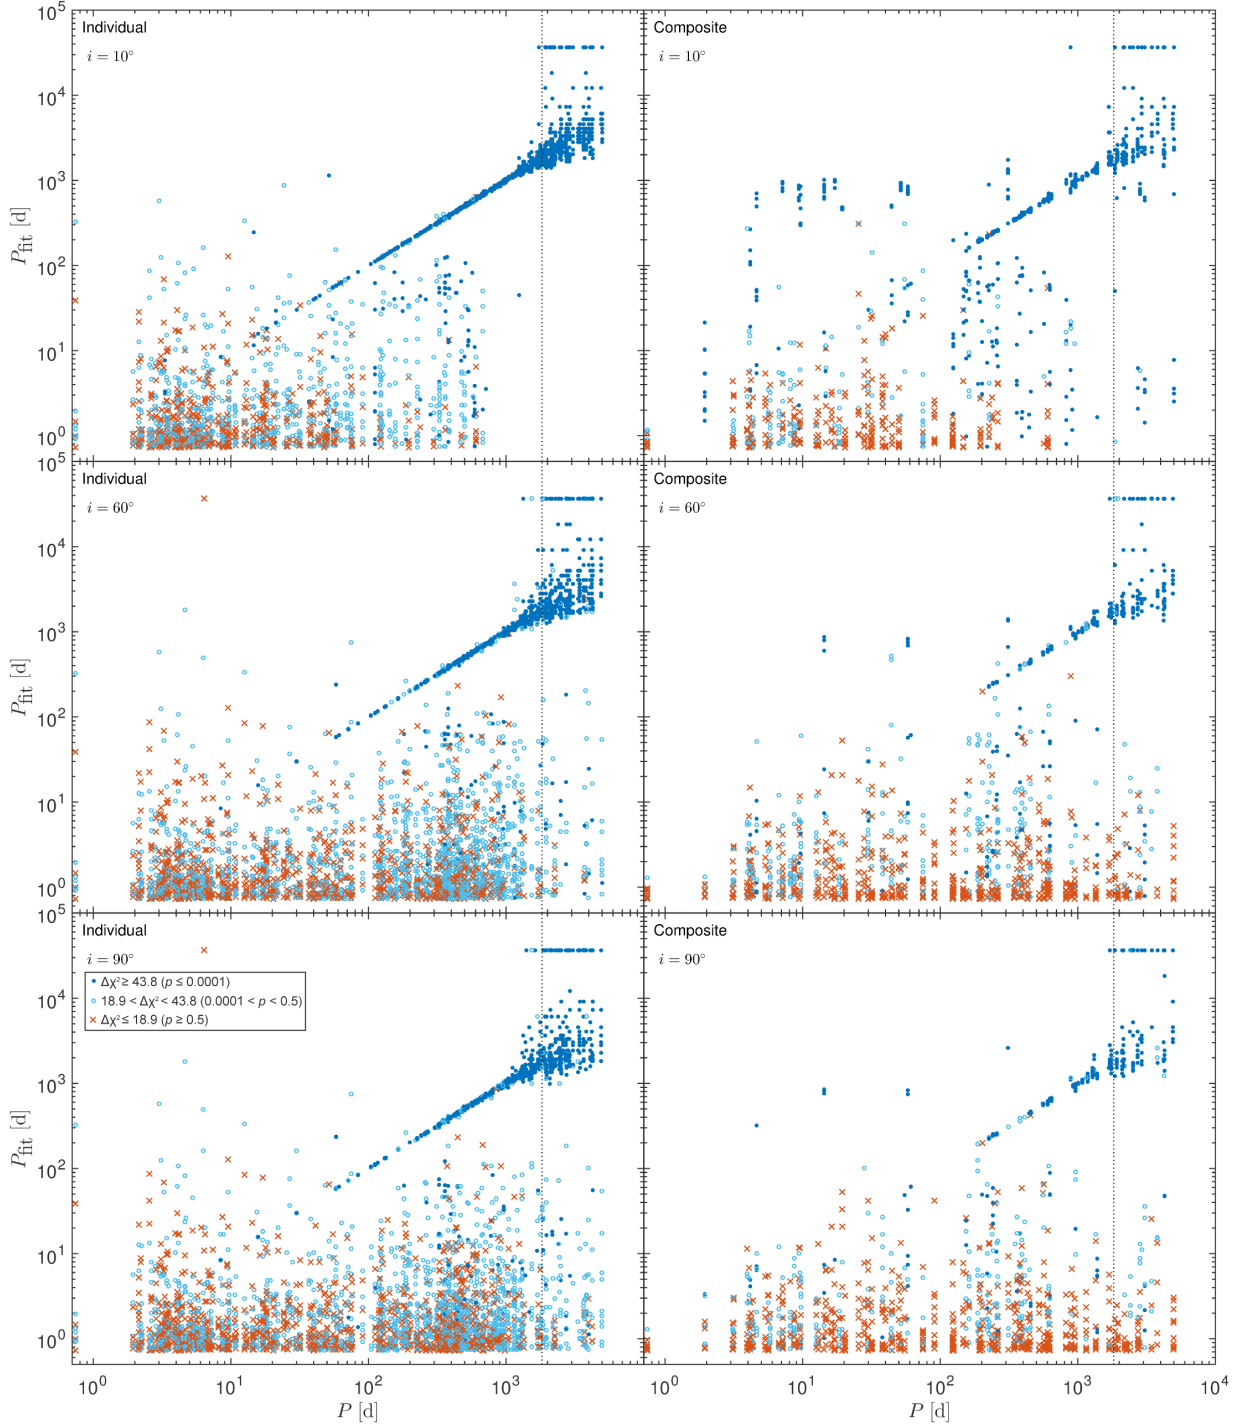 Individual
i = 10°
Composite
i = 10°
10^5
10^4
10^3
10^2
10^1
10^0
P_fit [d]
Individual
i = 60°
Composite
i = 60°
10^5
10^4
10^3
10^2
10^1
10^0
P_fit [d]
Individual
i = 90°
Composite
i = 90°
Δχ² ≥ 43.8 (p ≤ 0.0001)
18.9 < Δχ² < 43.8 (0.0001 < p < 0.5)
Δχ² ≤ 18.9 (p ≥ 0.5)
10^5
10^4
10^3
10^2
10^1
10^0
P_fit [d]
10^0 10^1 10^2 10^3 10^0 10^1 10^2 10^3 10^4
P [d] P [d]